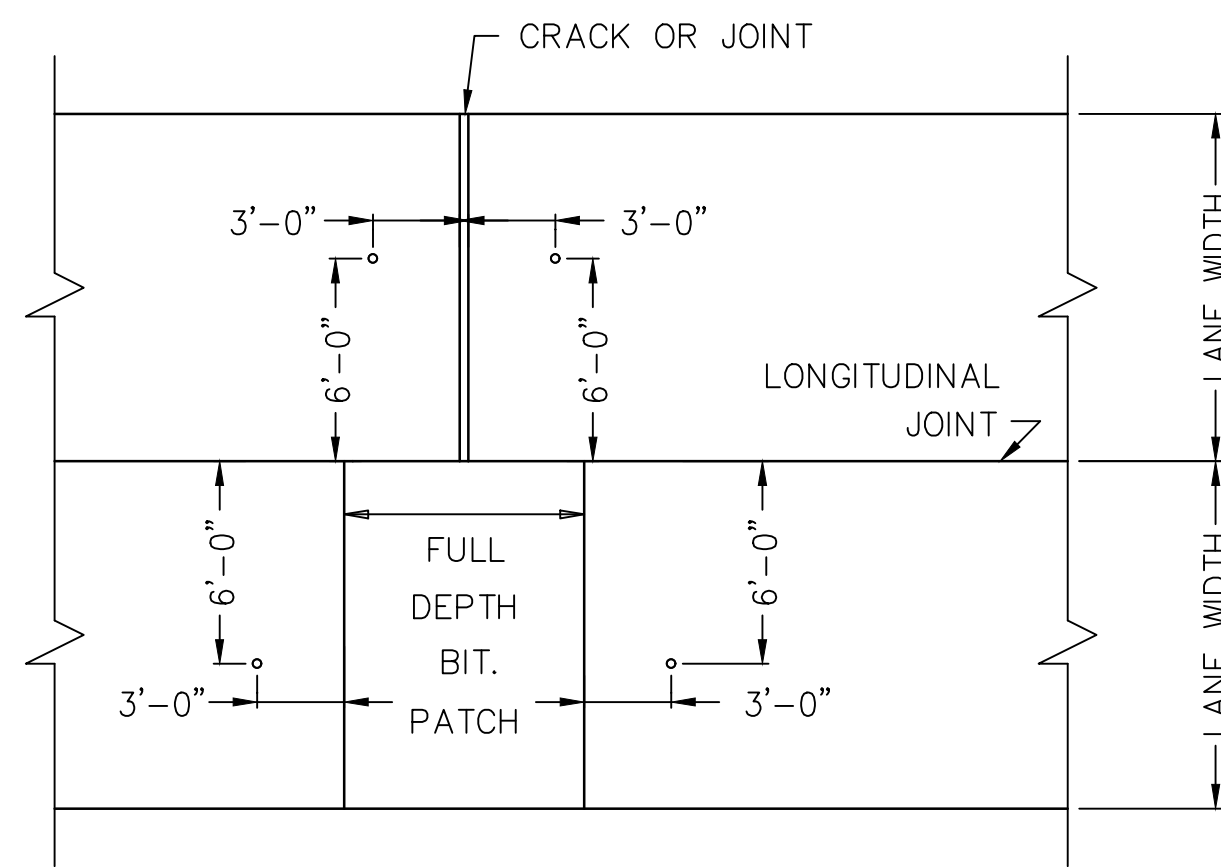 CRACK OR JOINT
3'-0"
3'-0"
6'-0"
6'-0"
LANE WIDTH
LONGITUDINAL
JOINT
6'-0"
6'-0"
FULL
DEPTH
BIT.
PATCH
3'-0"
3'-0"
LANE WIDTH